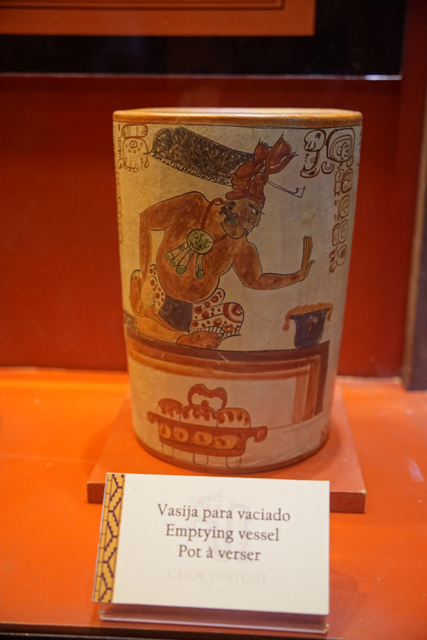 Vasija para vaciado
Emptying vessel
Pot à verser
CHOCO-STORY